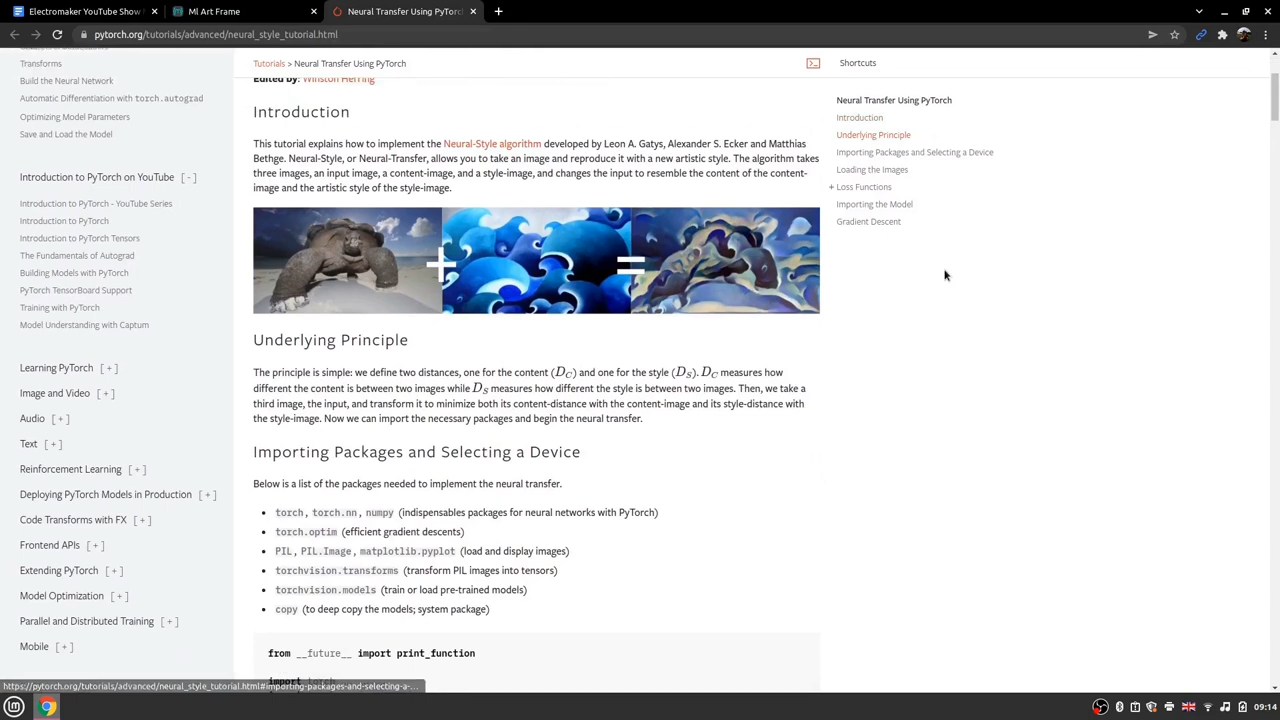 Electromaker YouTube Show
Ml Art Frame
Neural Transfer Using PyTorc
pytorch.org/tutorials/advanced/neural_style_tutorial.html
Transforms
Build the Neural Network
Automatic Differentiation with torch.autograd
Optimizing Model Parameters
Save and Load the Model
Introduction to PyTorch on YouTube [ - ]
Introduction to PyTorch - YouTube Series
Introduction to PyTorch
Introduction to PyTorch Tensors
The Fundamentals of Autograd
Building Models with PyTorch
PyTorch TensorBoard Support
Training with PyTorch
Model Understanding with Captum
Learning PyTorch [ + ]
Image and Video [ + ]
Audio [ + ]
Text [ + ]
Reinforcement Learning [ + ]
Deploying PyTorch Models in Production [ + ]
Code Transforms with FX [ + ]
Frontend APIs [ + ]
Extending PyTorch [ + ]
Model Optimization [ + ]
Parallel and Distributed Training [ + ]
Mobile [ + ]
Tutorials > Neural Transfer Using PyTorch
Edited by: Winston Herring
Introduction
This tutorial explains how to implement the Neural-Style algorithm developed by Leon A. Gatys, Alexander S. Ecker and Matthias
Bethge. Neural-Style, or Neural-Transfer, allows you to take an image and reproduce it with a new artistic style. The algorithm takes
three images, an input image, a content-image, and a style-image, and changes the input to resemble the content of the content-
image and the artistic style of the style-image.
+ =
Underlying Principle
The principle is simple: we define two distances, one for the content (D_C) and one for the style (D_S). D_C measures how
different the content is between two images while D_S measures how different the style is between two images. Then, we take a
third image, the input, and transform it to minimize both its content-distance with the content-image and its style-distance with
the style-image. Now we can import the necessary packages and begin the neural transfer.
Importing Packages and Selecting a Device
Below is a list of the packages needed to implement the neural transfer.
• torch, torch.nn, numpy (indispensables packages for neural networks with PyTorch)
• torch.optim (efficient gradient descents)
• PIL, PIL.Image, matplotlib.pyplot (load and display images)
• torchvision.transforms (transform PIL images into tensors)
• torchvision.models (train or load pre-trained models)
• copy (to deep copy the models; system package)
from __future__ import print_function
import torch
Shortcuts
Neural Transfer Using PyTorch
Introduction
Underlying Principle
Importing Packages and Selecting a Device
Loading the Images
+ Loss Functions
Importing the Model
Gradient Descent
https://pytorch.org/tutorials/advanced/neural_style_tutorial.html#importing-packages-and-selecting-a-...
09:14